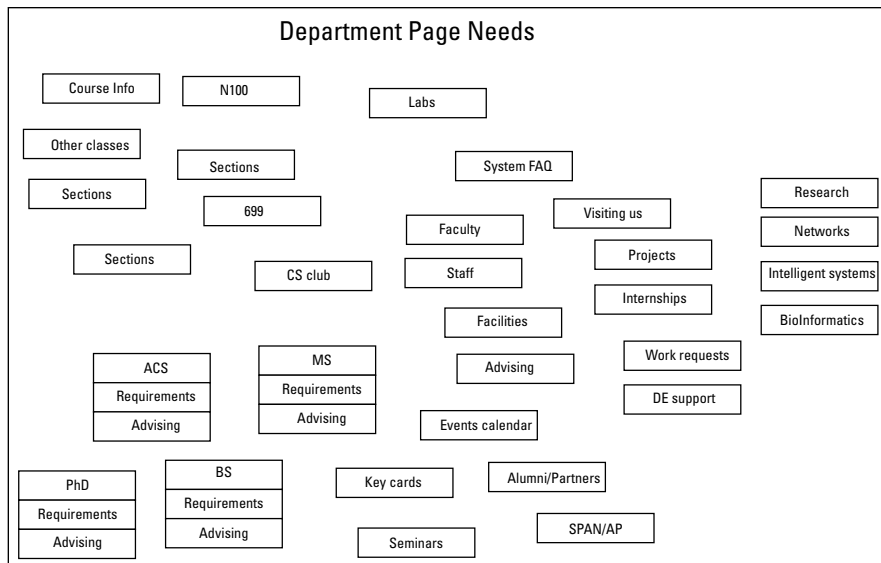 Department Page Needs
Course Info
N100
Labs
Other classes
Sections
System FAQ
Sections
Research
699
Visiting us
Faculty
Networks
Sections
Projects
CS club
Staff
Intelligent systems
Internships
Facilities
BioInformatics
ACS
Requirements
Advising
MS
Requirements
Advising
Advising
Work requests
DE support
Events calendar
PhD
Requirements
Advising
BS
Requirements
Advising
Key cards
Alumni/Partners
Seminars
SPAN/AP